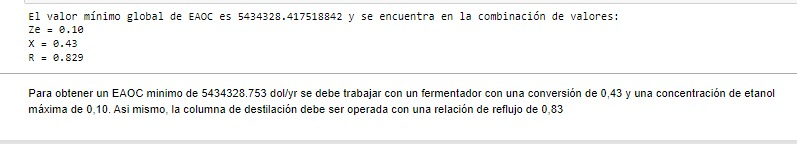 El valor mínimo global de EAOC es 5434328.417518842 y se encuentra en la combinación de valores:
Ze = 0.10
X = 0.43
R = 0.829
Para obtener un EAOC minimo de 5434328.753 dol/yr se debe trabajar con un fermentador con una conversión de 0,43 y una concentración de etanol
máxima de 0,10. Asi mismo, la columna de destilación debe ser operada con una relación de reflujo de 0,83